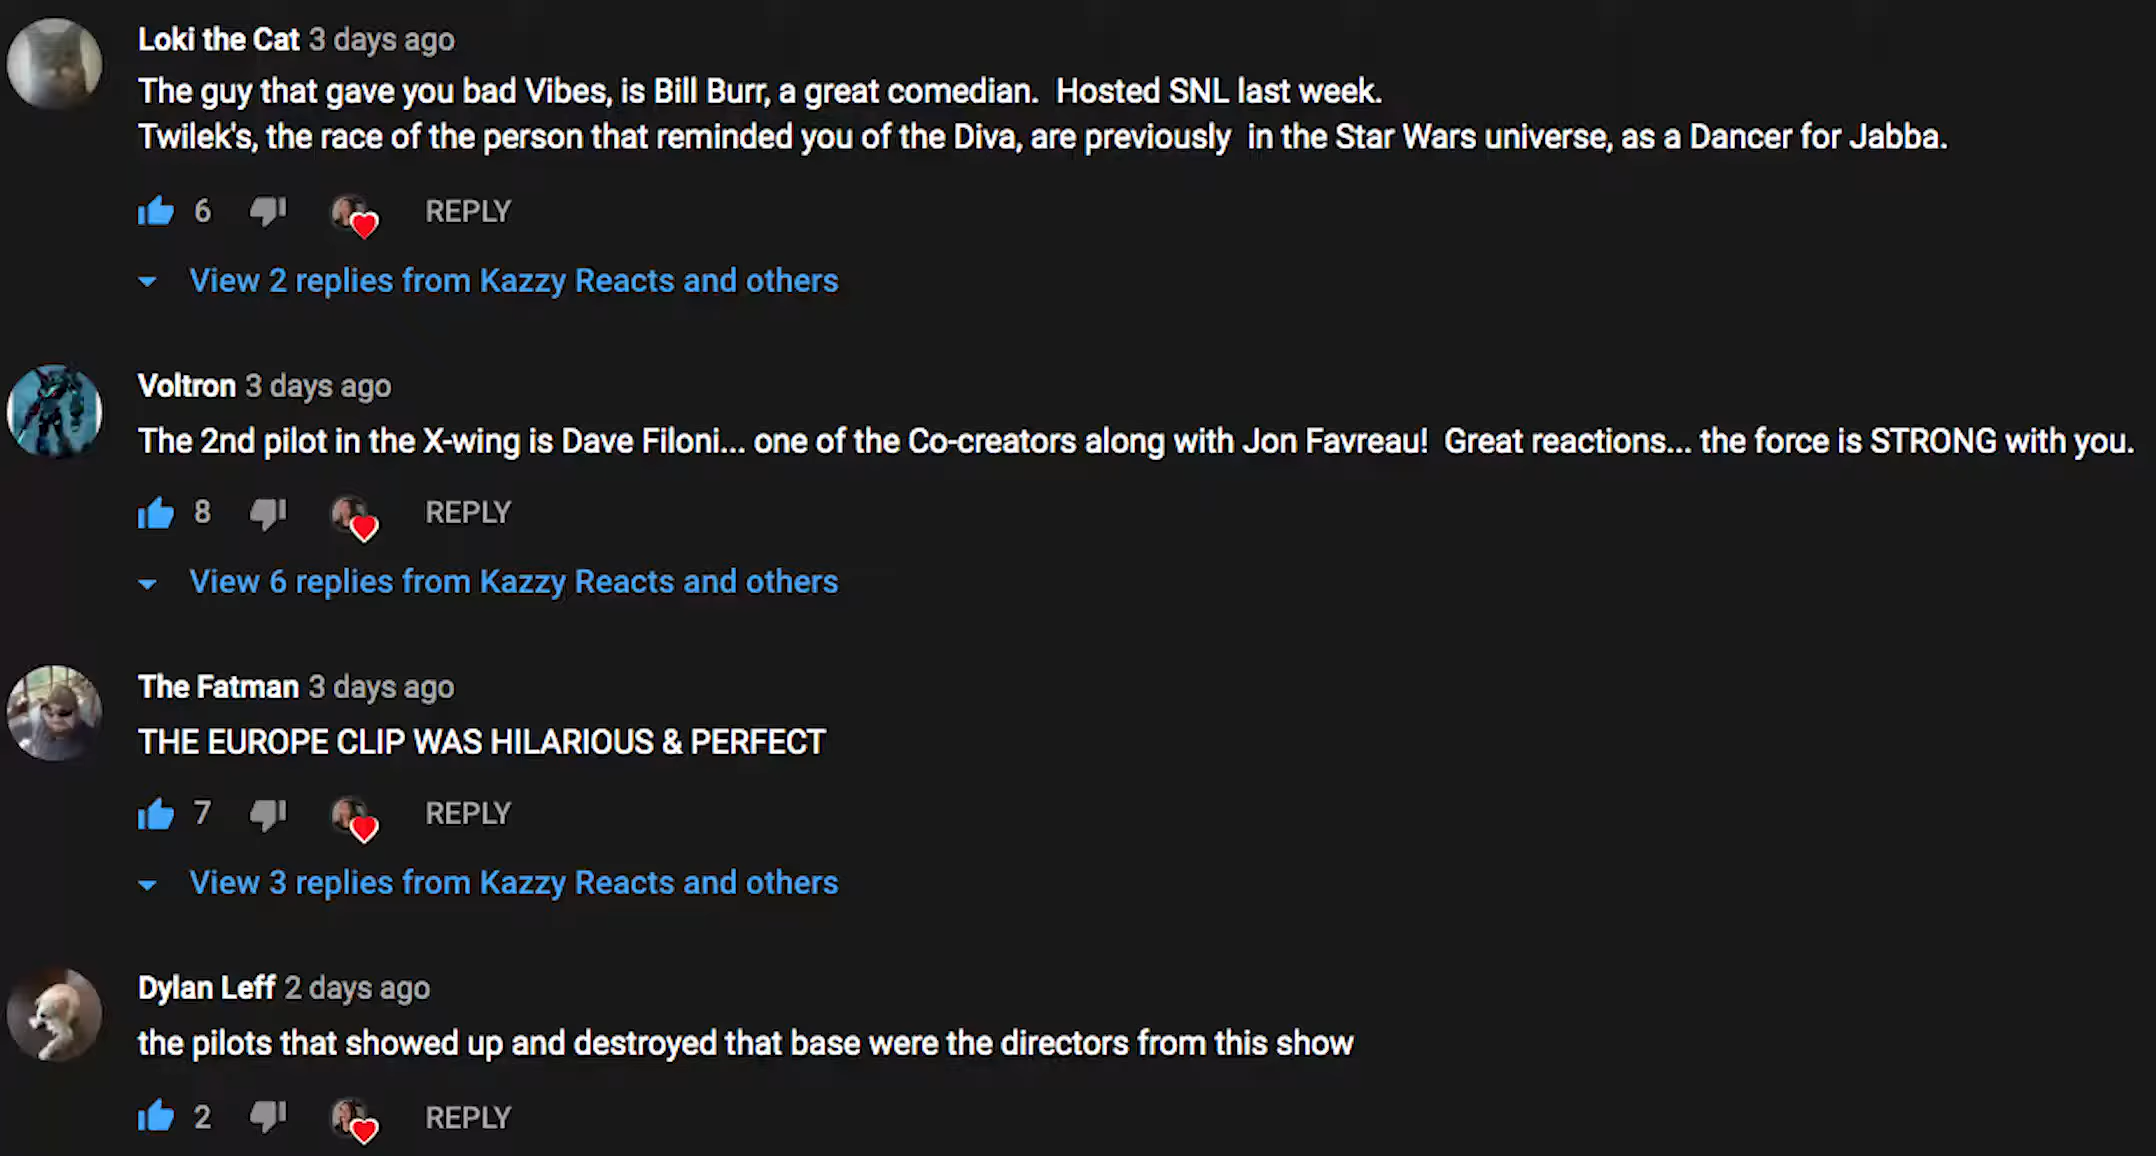 Loki the Cat 3 days ago
The guy that gave you bad Vibes, is Bill Burr, a great comedian.  Hosted SNL last week.
Twilek's, the race of the person that reminded you of the Diva, are previously  in the Star Wars universe, as a Dancer for Jabba.
6 REPLY
View 2 replies from Kazzy Reacts and others
Voltron 3 days ago
The 2nd pilot in the X-wing is Dave Filoni... one of the Co-creators along with Jon Favreau!  Great reactions... the force is STRONG with you.
8 REPLY
View 6 replies from Kazzy Reacts and others
The Fatman 3 days ago
THE EUROPE CLIP WAS HILARIOUS & PERFECT
7 REPLY
View 3 replies from Kazzy Reacts and others
Dylan Leff 2 days ago
the pilots that showed up and destroyed that base were the directors from this show
2 REPLY